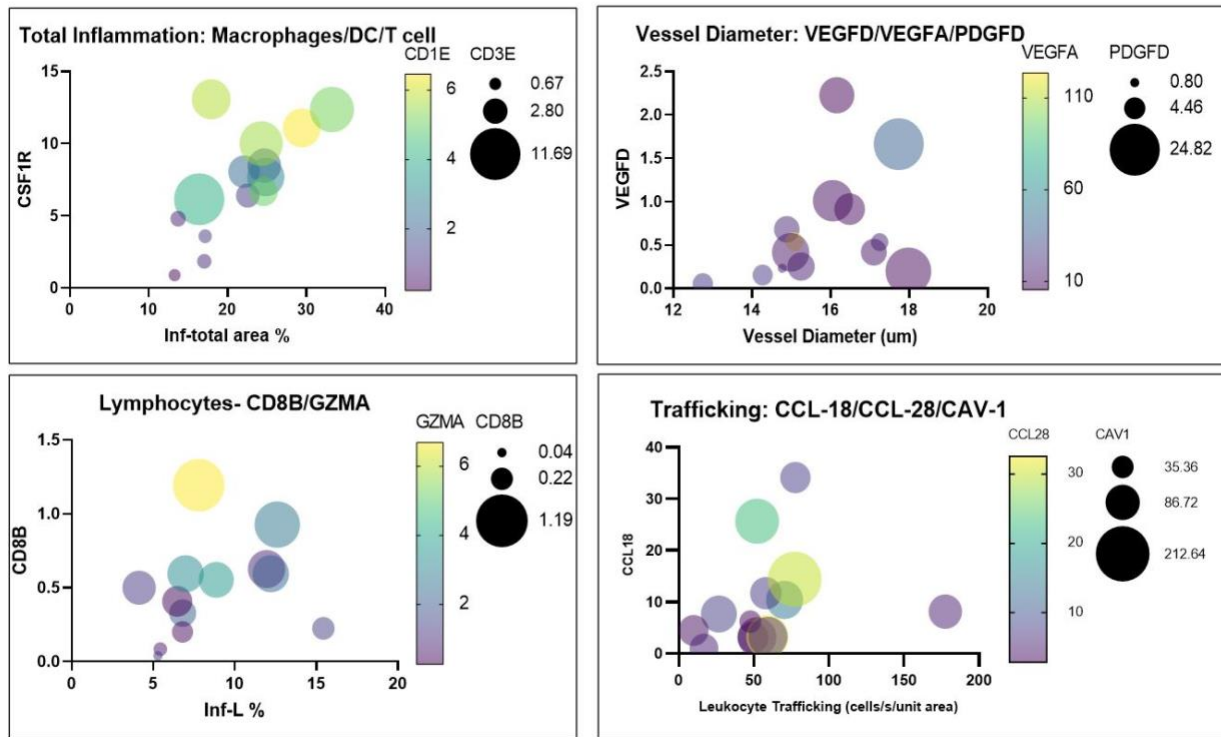 Total Inflammation: Macrophages/DC/T cell
CD1E CD3E
6
4
2
0.67
2.80
11.69
CSF1R
15
10
5
0
0 10 20 30 40
Inf-total area %
Vessel Diameter: VEGFD/VEGFA/PDGFD
VEGFA PDGFD
110
60
10
0.80
4.46
24.82
VEGFD
2.5
2.0
1.5
1.0
0.5
0.0
12 14 16 18 20
Vessel Diameter (um)
Lymphocytes- CD8B/GZMA
GZMA CD8B
6
4
2
0.04
0.22
1.19
CD8B
1.5
1.0
0.5
0.0
0 5 10 15 20
Inf-L %
Trafficking: CCL-18/CCL-28/CAV-1
CCL28 CAV1
30
20
10
35.36
86.72
212.64
CCL18
40
30
20
10
0
0 50 100 150 200
Leukocyte Trafficking (cells/s/unit area)